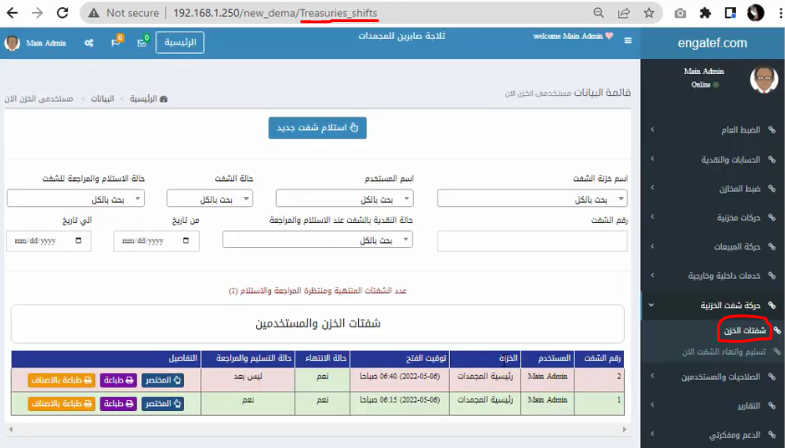 Not secure | 192.168.1.250/new_dema/Treasuries_shifts
Main Admin
0
0
الرئيسية
ثلاجة صابرين للمجمدات
welcome Main Admin
engatef.com
Main Admin
Online
قائمة البيانات مستخدمى الخزن الان
الرئيسية > البيانات > مستخدمى الخزن الان
استلام شفت جديد
اسم خزنة الشفت
اسم المستخدم
حالة الشفت
حالة الاستلام والمراجعة للشفت
بحث بالكل
بحث بالكل
بحث بالكل
بحث بالكل
رقم الشفت
حالة النقدية بالشفت عند الاستلام والمراجعة
من تاريخ
الي تاريخ
بحث بالكل
mm/dd/yyyy
mm/dd/yyyy
عدد الشفتات المنتهية ومنتظرة المراجعة والاستلام (1)
شفتات الخزن والمستخدمين
رقم الشفت المستخدم الخزنه توقيت الفتح حالة الانتهاء حالة التسليم والمراجعة التفاصيل
2 Main Admin رئيسية المجمدات (2022-05-06) 06:40 صباحا نعم ليس بعد المختصر طباعة طباعة بالاصناف
1 Main Admin رئيسية المجمدات (2022-05-06) 06:15 صباحا نعم نعم المختصر طباعة طباعة بالاصناف
الضبط العام
الحسابات والنقدية
ضبط المخازن
حركات مخزنية
حركة المبيعات
خدمات داخلية وخارجية
حركة شفت الخزنية
شفتات الخزن
تسليم وانهاء الشفت الان
الصلاحيات والمستخدمين
التقارير
الدعم ومفكرتي